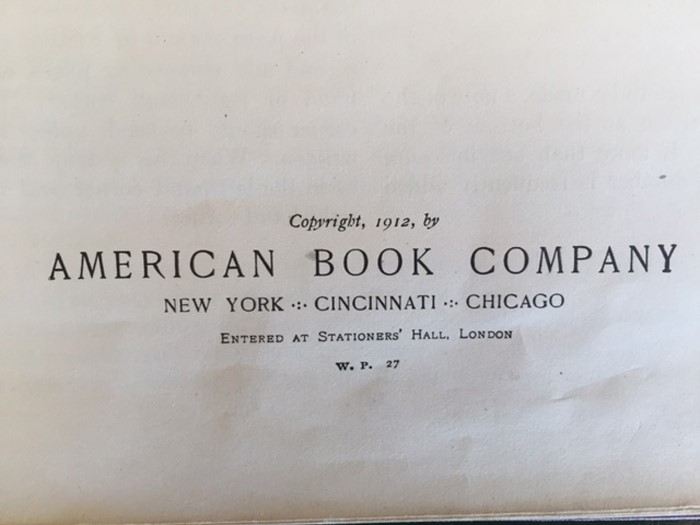 Copyright, 1912, by
AMERICAN BOOK COMPANY
NEW YORK ·:· CINCINNATI ·:· CHICAGO
Entered at Stationers' Hall, London
W. P. 27